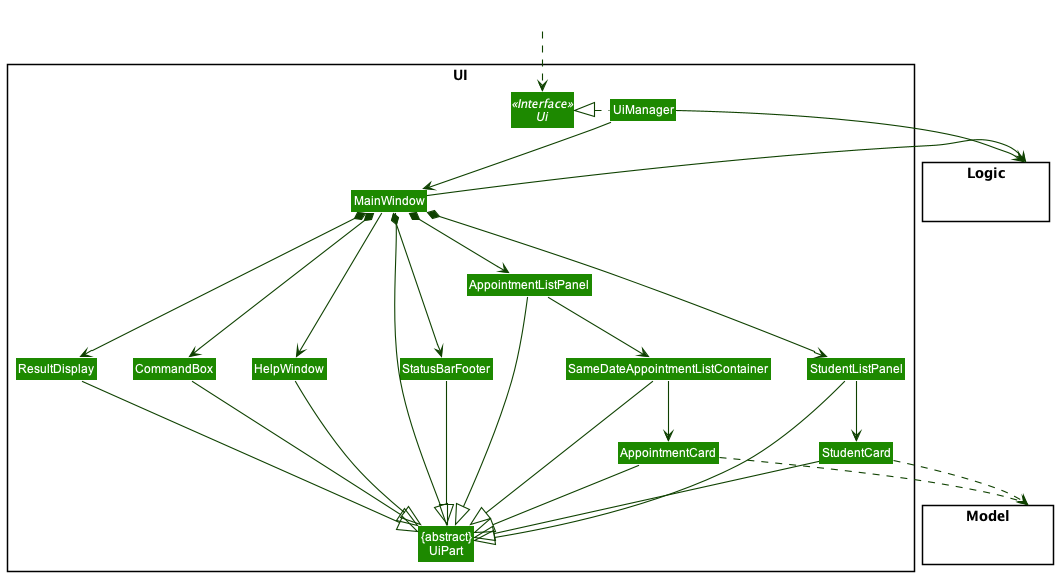 UI
«Interface»
Ui
UiManager
Logic
MainWindow
AppointmentListPanel
ResultDisplay
CommandBox
HelpWindow
StatusBarFooter
SameDateAppointmentListContainer
StudentListPanel
AppointmentCard
StudentCard
Model
{abstract}
UiPart